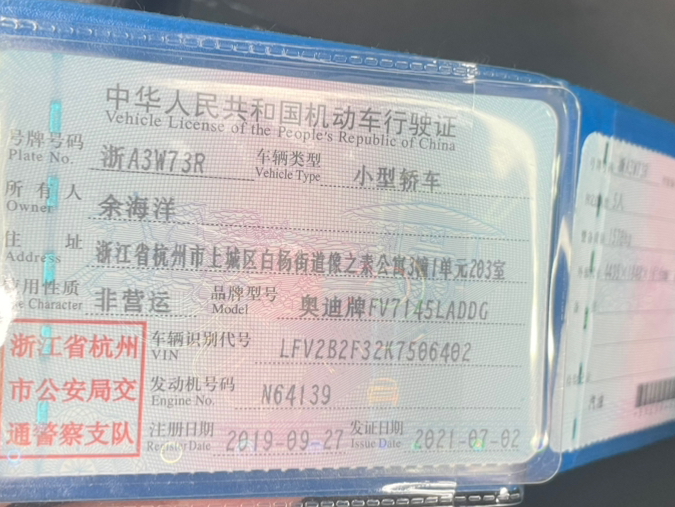 中华人民共和国机动车行驶证
Vehicle License of the People's Republic of China
号牌号码 浙A3W73R 车辆类型 小型轿车
Plate No. Vehicle Type
所有人 余海洋
Owner
住址 浙江省杭州市上城区白杨街道像之素公寓3幢1单元203室
Address
用性质 非营运 品牌型号 奥迪牌FV7145LADDG
Character Model
浙江省杭州
市公安局交
通警察支队
车辆识别代号 LFV2B2F32K7506402
VIN
发动机号码 N64139
Engine No.
注册日期 2019-09-27 发证日期 2021-07-02
Register Date Issue Date
汽油